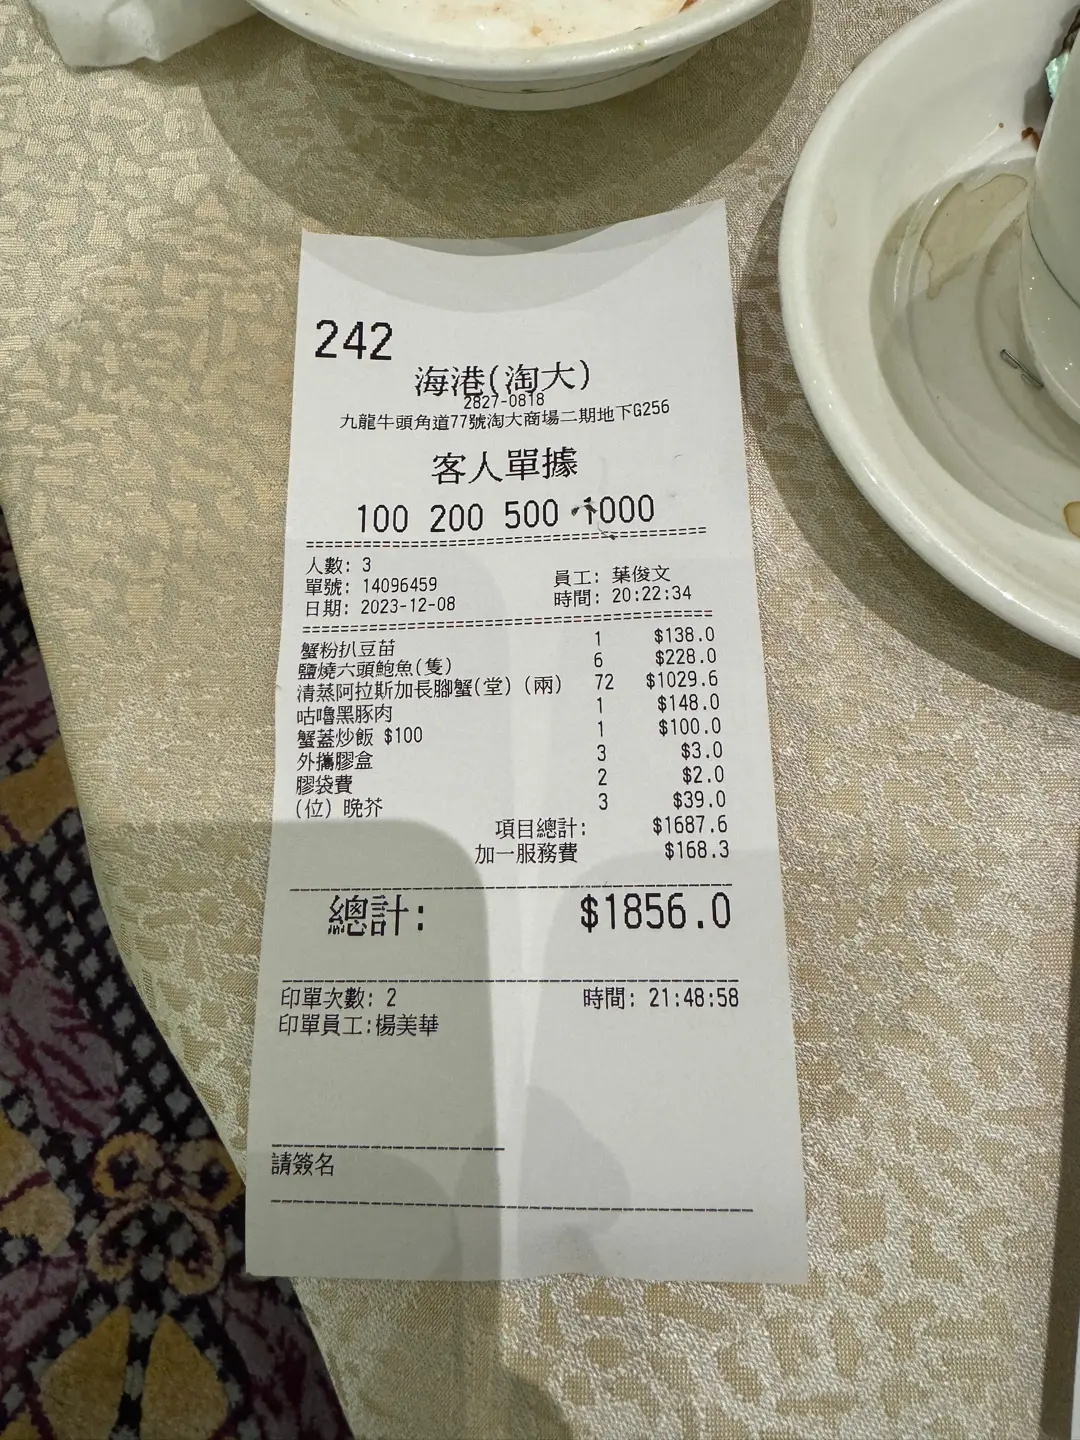 242
海港(淘大)
2827-0818
九龍牛頭角道77號淘大商場二期地下G256
客人單據
100 200 500 1000
人數: 3
單號: 14096459 員工: 葉俊文
日期: 2023-12-08 時間: 20:22:34
蟹粉扒豆苗 1 $138.0
鹽燒六頭鮑魚(隻) 6 $228.0
清蒸阿拉斯加長腳蟹(堂) (兩) 72 $1029.6
咕嚕黑豚肉 1 $148.0
蟹蓋炒飯 $100 1 $100.0
外攜膠盒 3 $3.0
膠袋費 2 $2.0
(位) 晚芥 3 $39.0
項目總計: $1687.6
加一服務費 $168.3
總計: $1856.0
印單次數: 2 時間: 21:48:58
印單員工:楊美華
請簽名